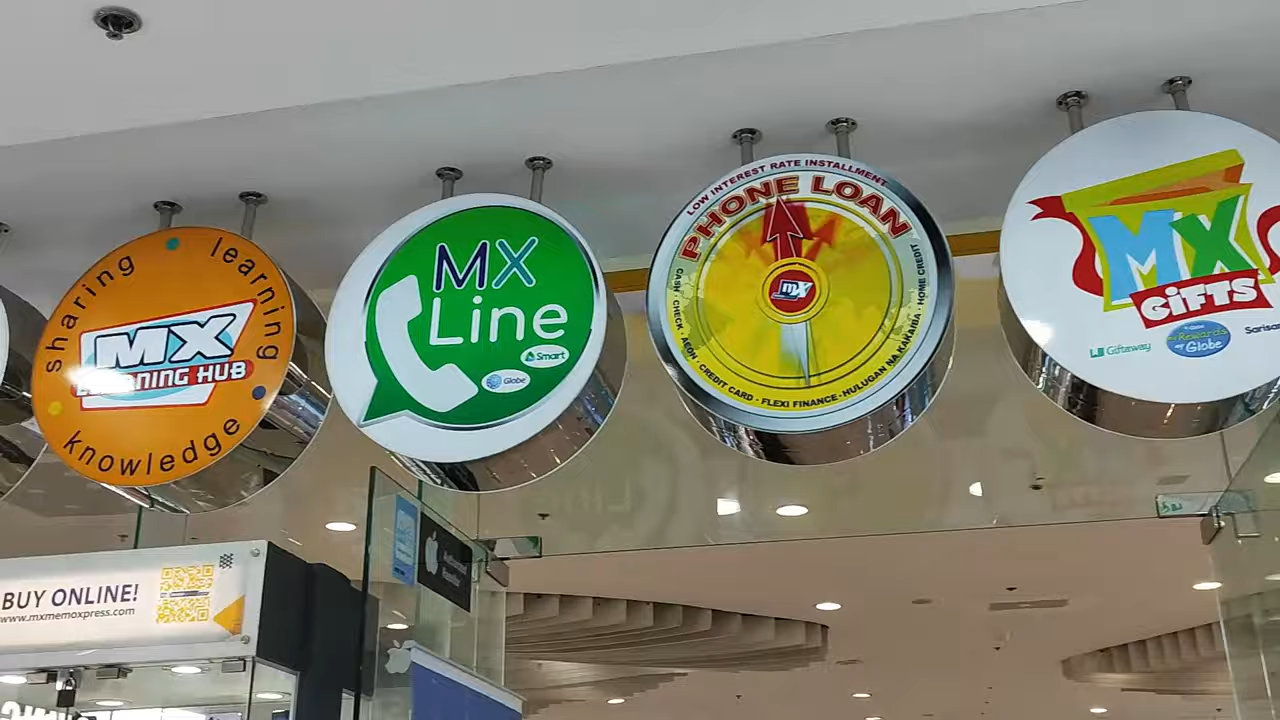 sharing learning
MX
LEARNING HUB
knowledge
MX
Line
Smart
Globe
LOW INTEREST RATE INSTALLMENT
PHONE LOAN
mx
CASH · CHECK · AEON CREDIT CARD · FLEXI FINANCE · HULUGAN NA KAKAIBA · HOME CREDIT
MX
GiFTS
Giftaway
my Rewards
my Globe
BUY ONLINE!
www.mxmemoxpress.com